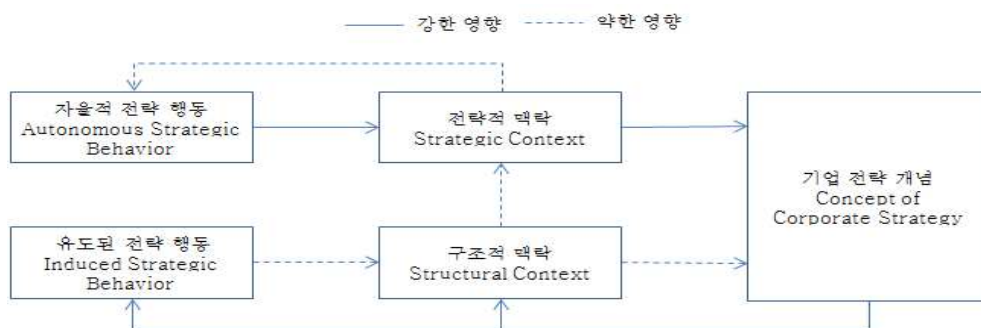 강한 영향
약한 영향
자율적 전략 행동
Autonomous Strategic
Behavior
전략적 맥락
Strategic Context
기업 전략 개념
Concept of
Corporate Strategy
유도된 전략 행동
Induced Strategic
Behavior
구조적 맥락
Structural Context